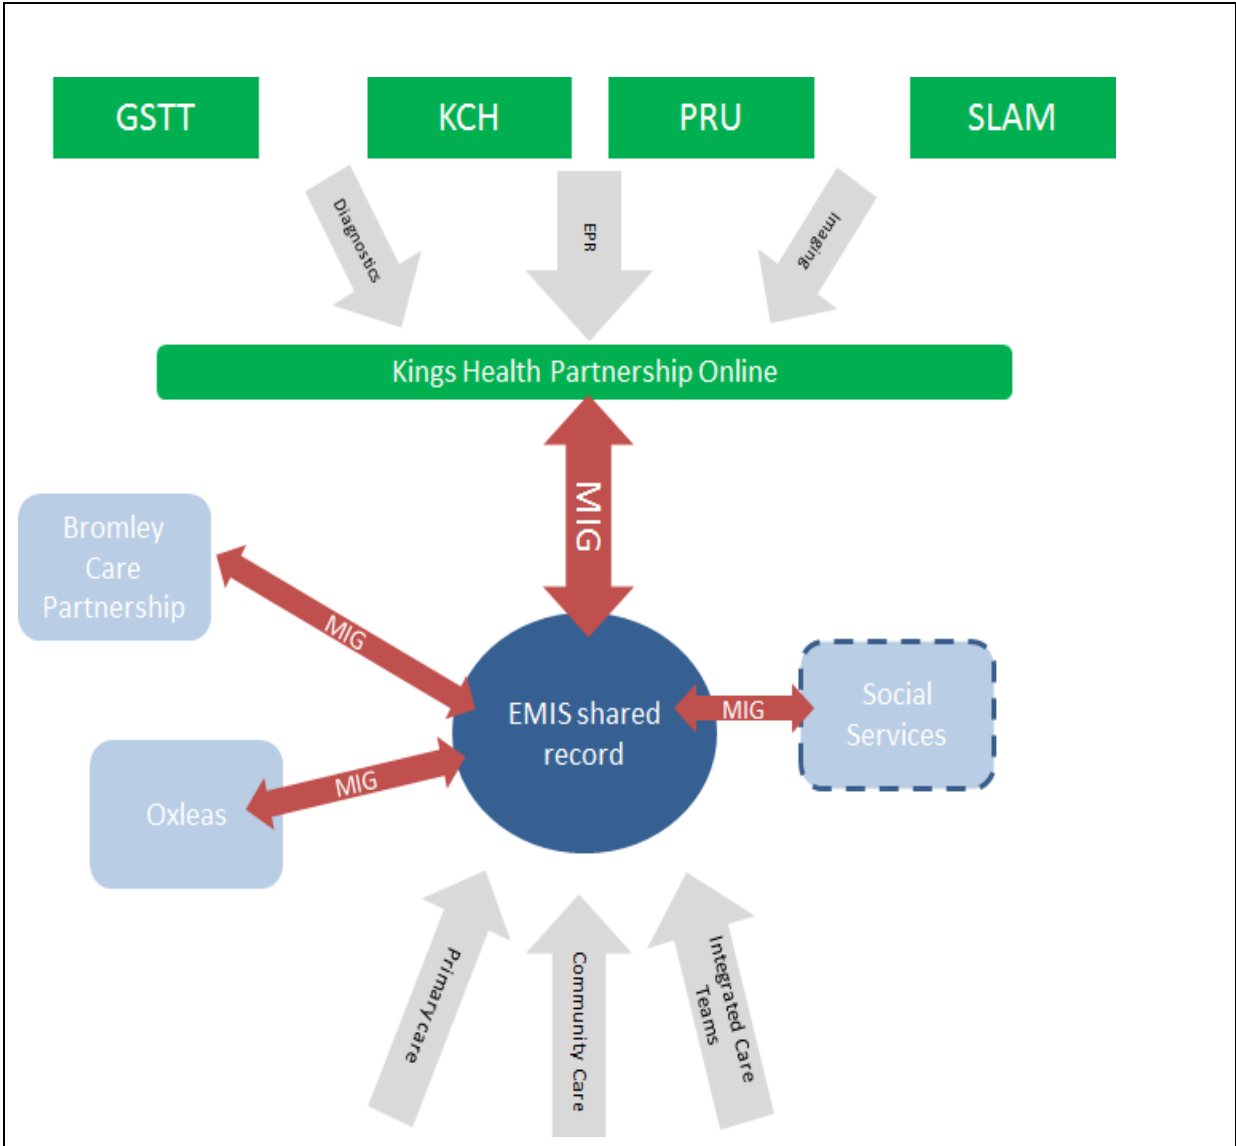 GSTT
KCH
PRU
SLAM
Diagnostics
EPR
Imaging
Kings Health Partnership Online
MIG
Bromley
Care
Partnership
MIG
EMIS shared
record
MIG
Social
Services
Oxleas
MIG
Primary care
Community Care
Integrated Care
Teams